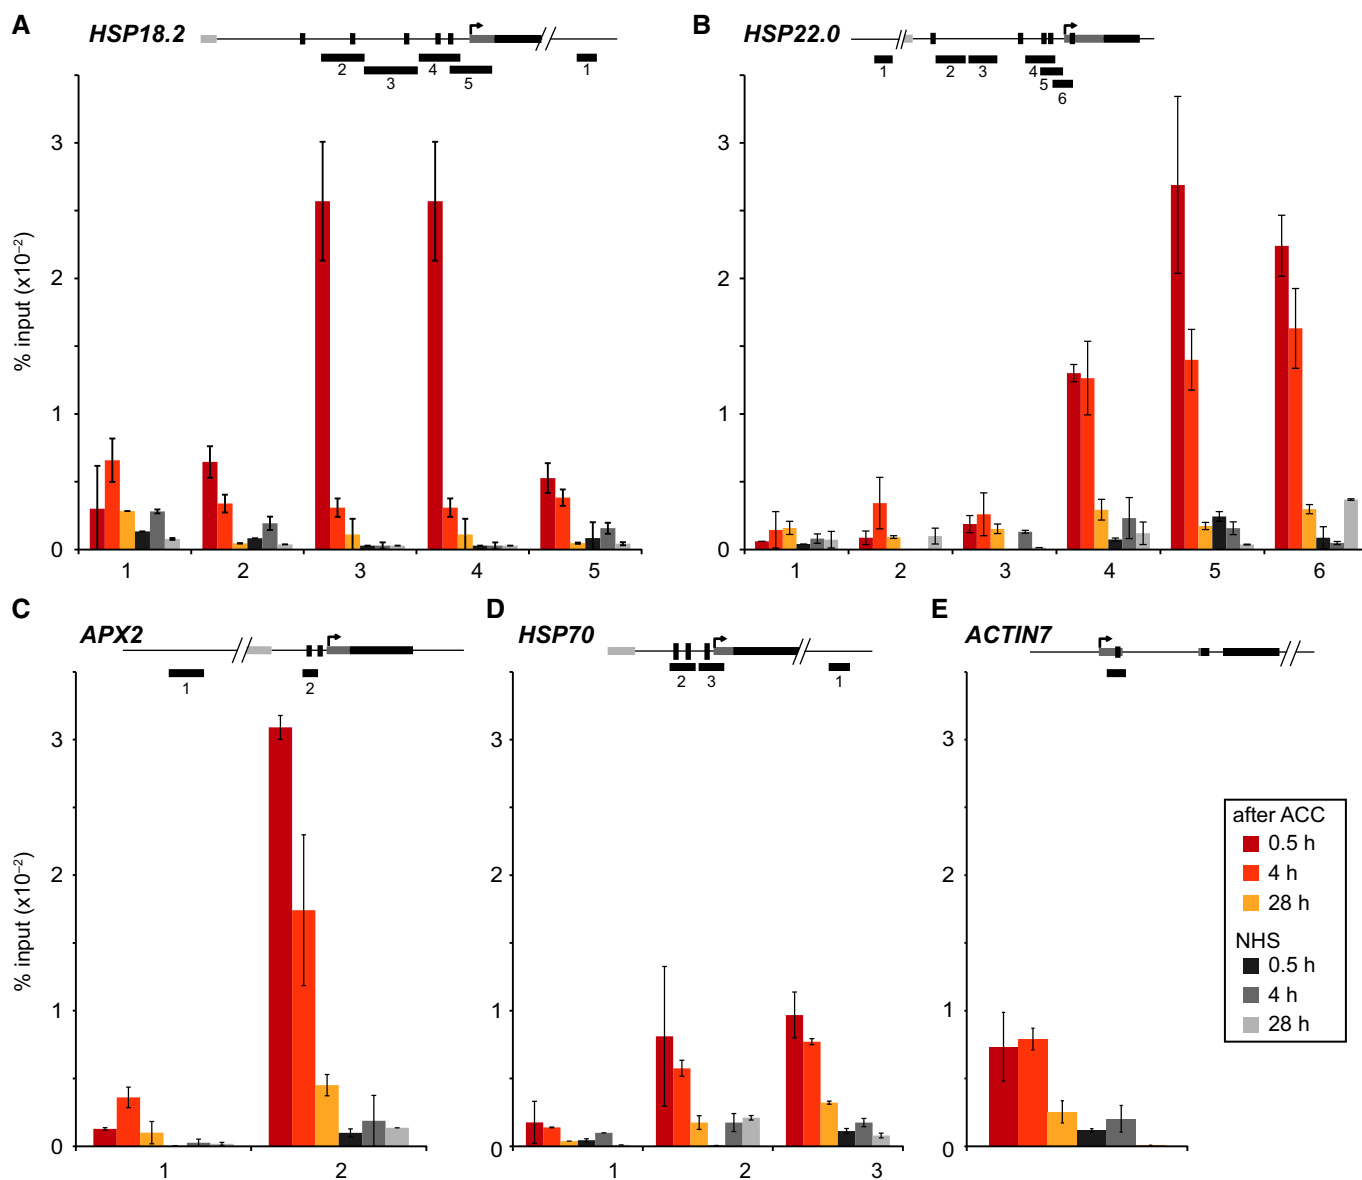 A
HSP18.2
2
3
4
5
1
% input (x10⁻²)
3
2
1
0
1 2 3 4 5
B
HSP22.0
1
2
3
4
5
6
3
2
1
0
1 2 3 4 5 6
C
APX2
1
2
% input (x10⁻²)
3
2
1
0
1 2
D
HSP70
2
3
1
3
2
1
0
1 2 3
E
ACTIN7
3
2
1
0
after ACC
0.5 h
4 h
28 h
NHS
0.5 h
4 h
28 h